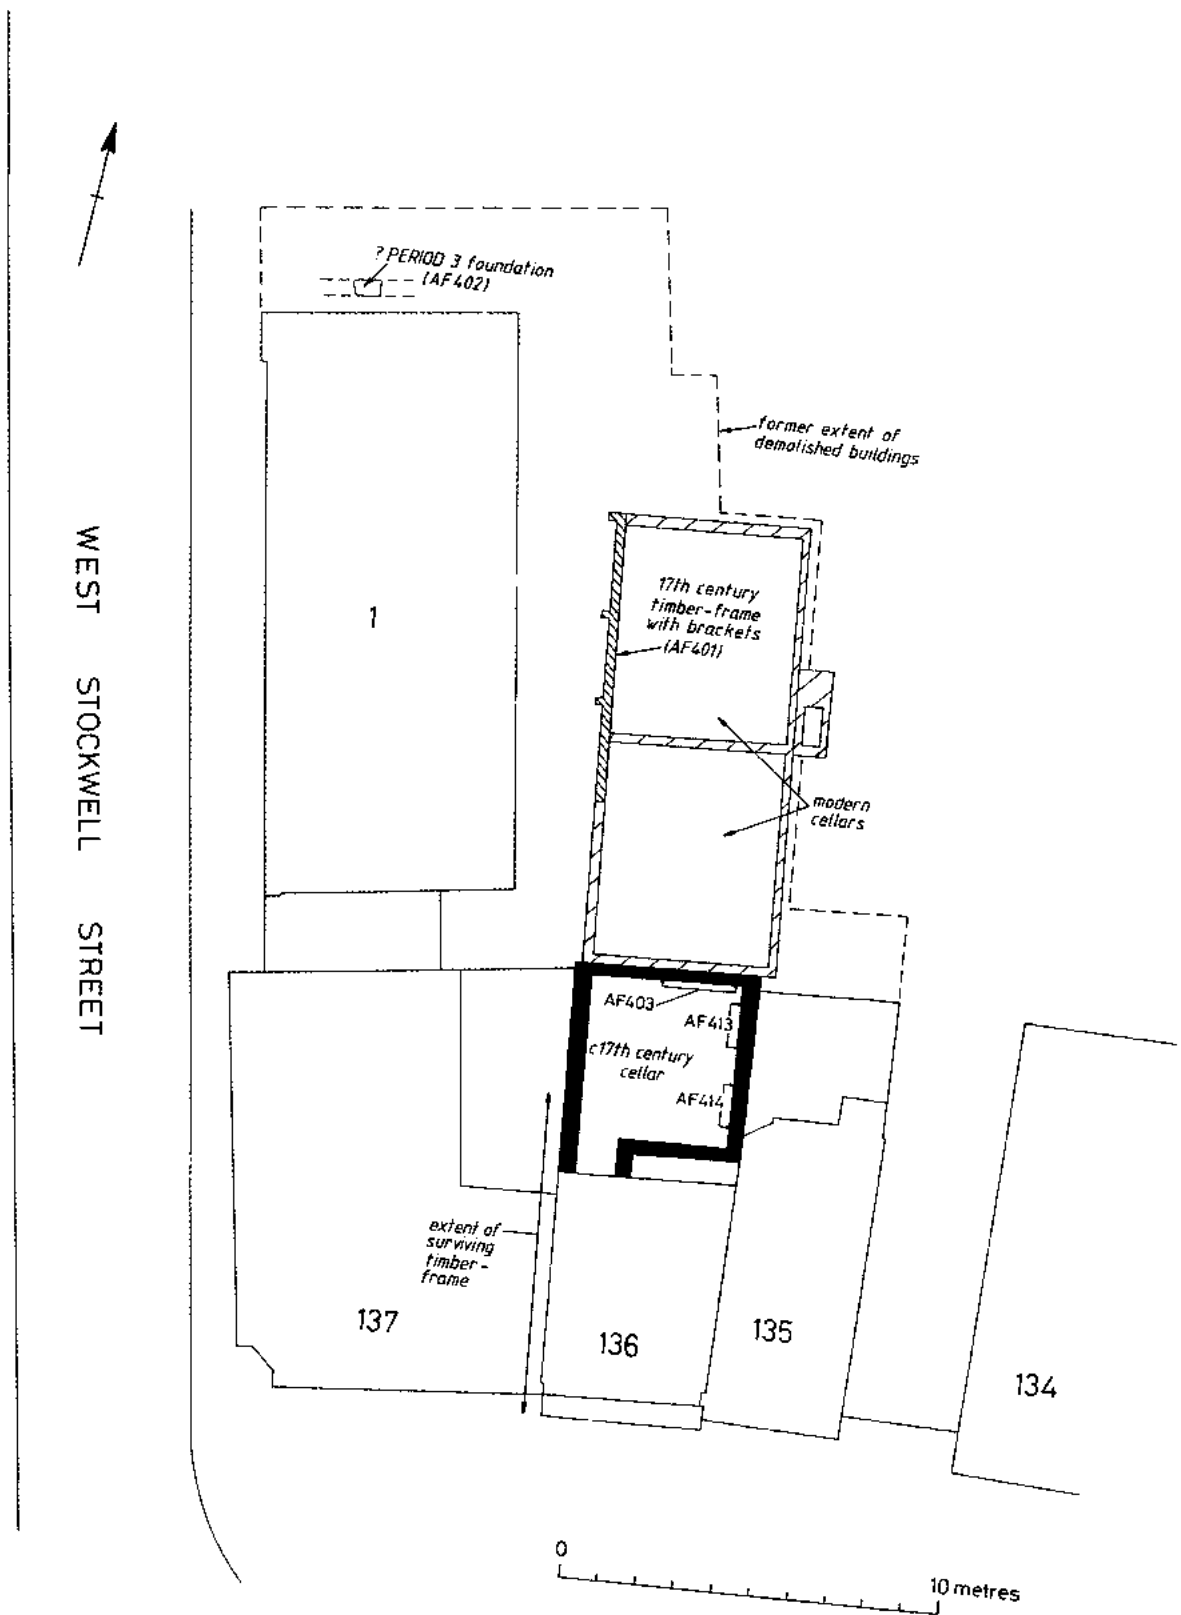 ? PERIOD 3 foundation
(AF402)
former extent of
demolished buildings
17th century
timber-frame
with brackets
(AF401)
1
WEST STOCKWELL STREET
modern
cellars
AF403
AF413
c17th century
cellar
AF414
extent of
surviving
timber-
frame
137
136
135
134
0
10 metres